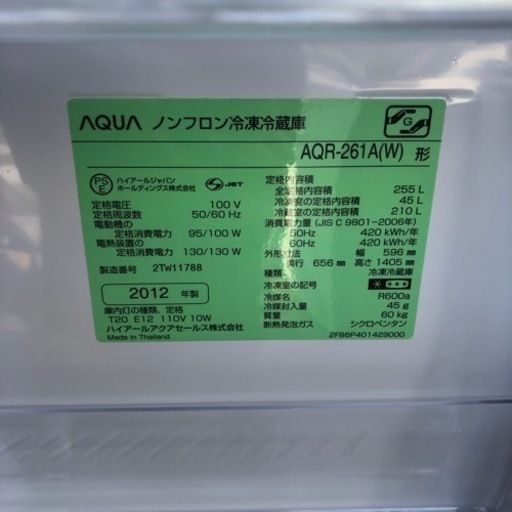 AQUA ノンフロン冷凍冷蔵庫
G
AQR-261A(W) 形
PS E ハイアールジャパン ホールディングス株式会社 JET
定格電圧 100 V
定格周波数 50/60 Hz
電動機の
定格消費電力 95/100 W
電熱装置の
定格消費電力 130/130 W
製造番号 2TW11788
2012 年製
庫内灯の種類、定格
T20 E12 110V 10W
ハイアールアクアセールス株式会社
Made in Thailand
定格内容積
全定格内容積 255 L
冷凍室の定格内容積 45 L
冷蔵室の定格内容積 210 L
消費電力量 (JIS C 9801-2006年)
50Hz 420 kWh/年
60Hz 420 kWh/年
外形寸法 幅 596 mm
奥行 656 mm 高さ 1405 mm
種類 冷凍冷蔵庫
冷凍室の記号
冷媒名 R600a
冷媒封入量 45 g
質量 60 kg
断熱発泡ガス シクロペンタン
2FB6P401429000